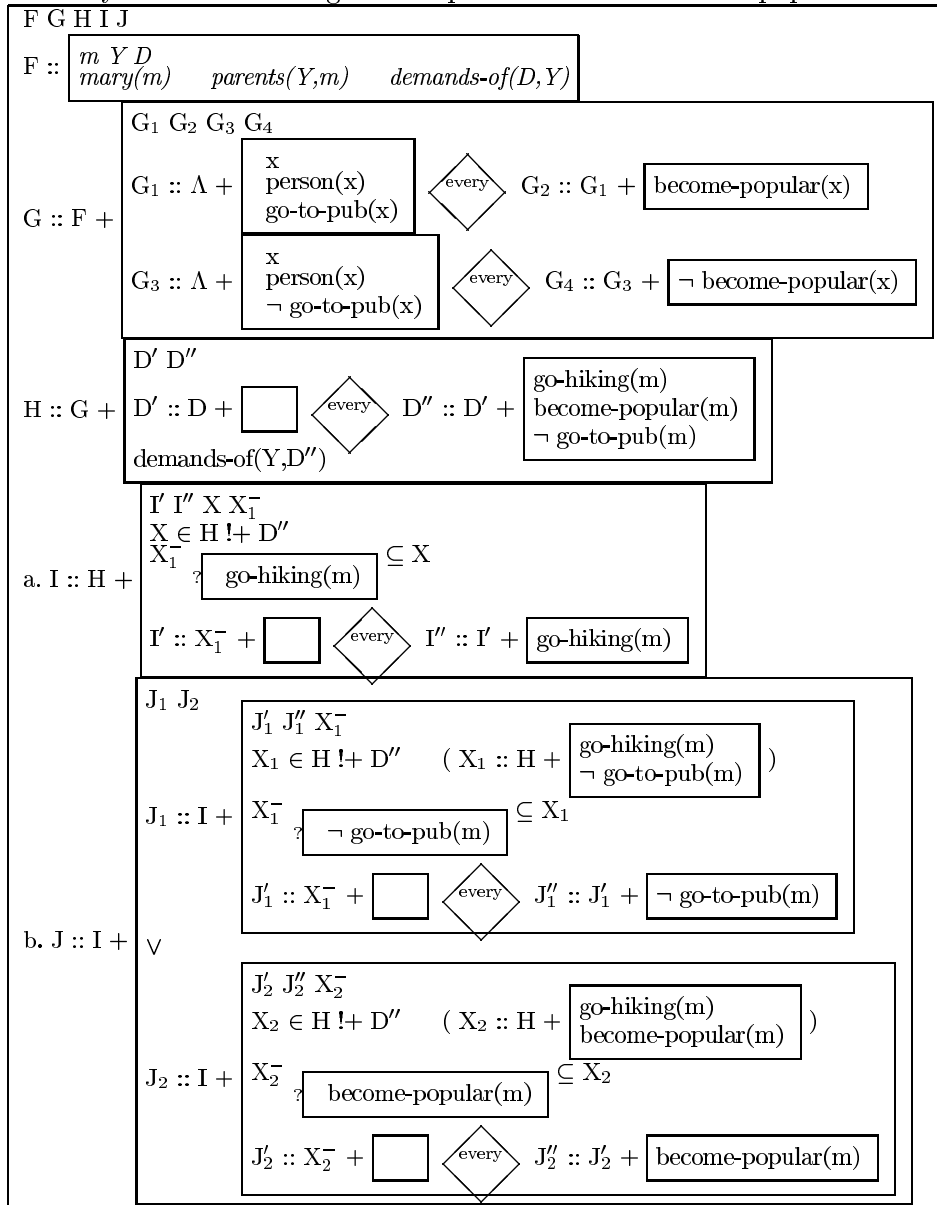 F G H I J
F :: m Y D
mary(m) parents(Y,m) demands-of(D,Y)
G :: F +
G₁ G₂ G₃ G₄
G₁ :: Λ +
x
person(x)
go-to-pub(x)
every
G₂ :: G₁ + become-popular(x)
G₃ :: Λ +
x
person(x)
¬ go-to-pub(x)
every
G₄ :: G₃ + ¬ become-popular(x)
H :: G +
D′ D″
D′ :: D + every D″ :: D′ +
go-hiking(m)
become-popular(m)
¬ go-to-pub(m)
demands-of(Y,D″)
a. I :: H +
I′ I″ X X₁⁻
X ∈ H !+ D″
X₁⁻ ? go-hiking(m) ⊆ X
I′ :: X₁⁻ + every I″ :: I′ + go-hiking(m)
b. J :: I +
J₁ J₂
J₁ :: I +
J₁′ J₁″ X₁⁻
X₁ ∈ H !+ D″ ( X₁ :: H +
go-hiking(m)
¬ go-to-pub(m)
)
X₁⁻ ? ¬ go-to-pub(m) ⊆ X₁
J₁′ :: X₁⁻ + every J₁″ :: J₁′ + ¬ go-to-pub(m)
∨
J₂ :: I +
J₂′ J₂″ X₂⁻
X₂ ∈ H !+ D″ ( X₂ :: H +
go-hiking(m)
become-popular(m)
)
X₂⁻ ? become-popular(m) ⊆ X₂
J₂′ :: X₂⁻ + every J₂″ :: J₂′ + become-popular(m)